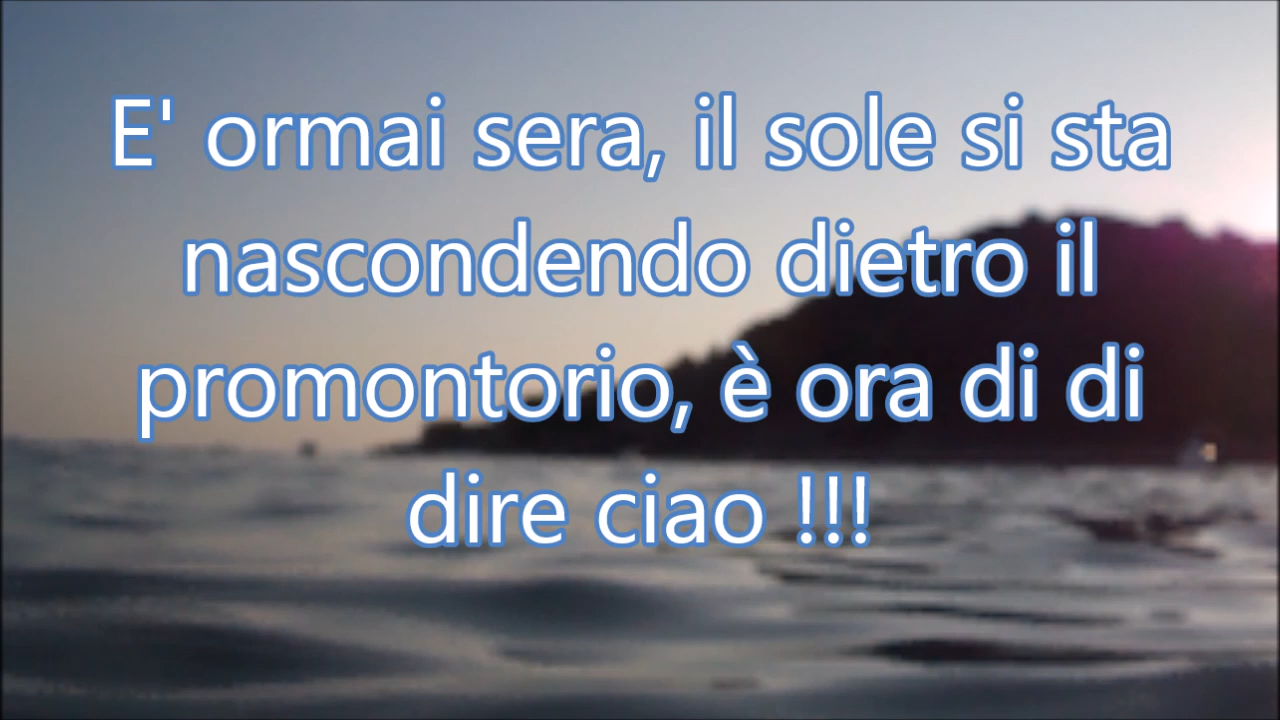 E' ormai sera, il sole si sta
nascondendo dietro il
promontorio, è ora di di
dire ciao !!!